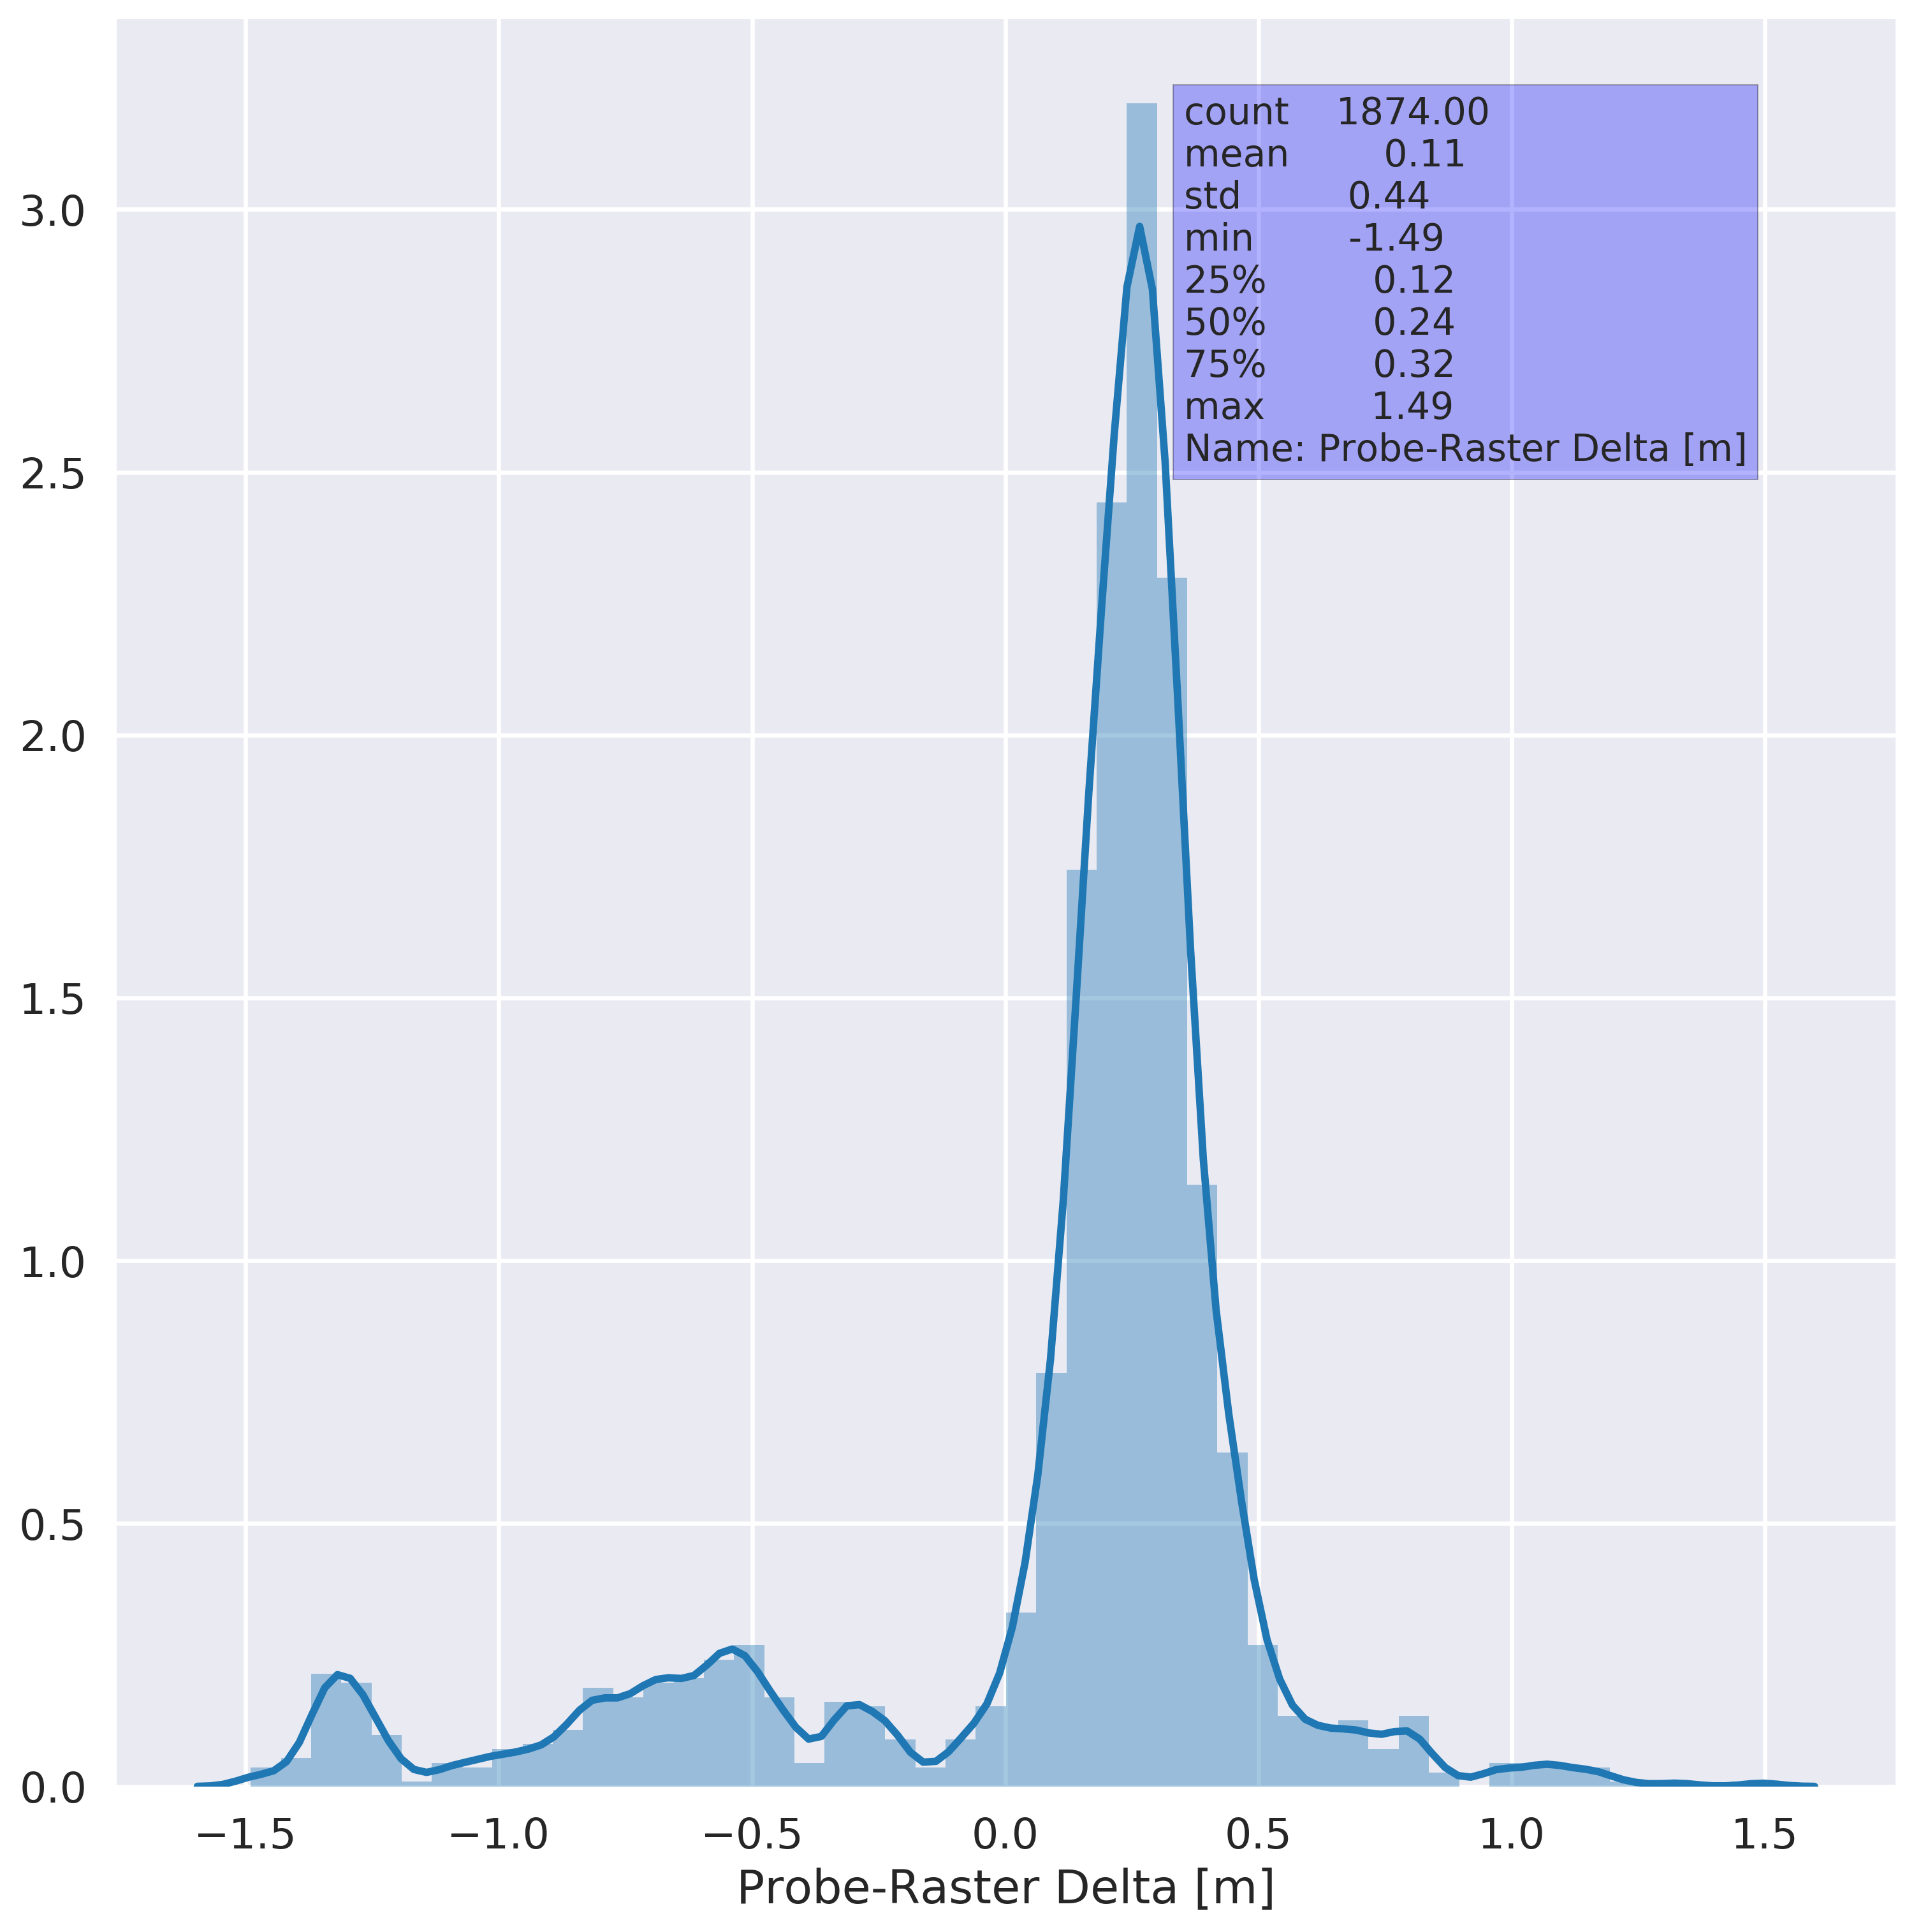 count 1874.00
mean 0.11
std 0.44
min -1.49
25% 0.12
50% 0.24
75% 0.32
max 1.49
Name: Probe-Raster Delta [m]
3.0
2.5
2.0
1.5
1.0
0.5
0.0
−1.5 −1.0 −0.5 0.0 0.5 1.0 1.5
Probe-Raster Delta [m]